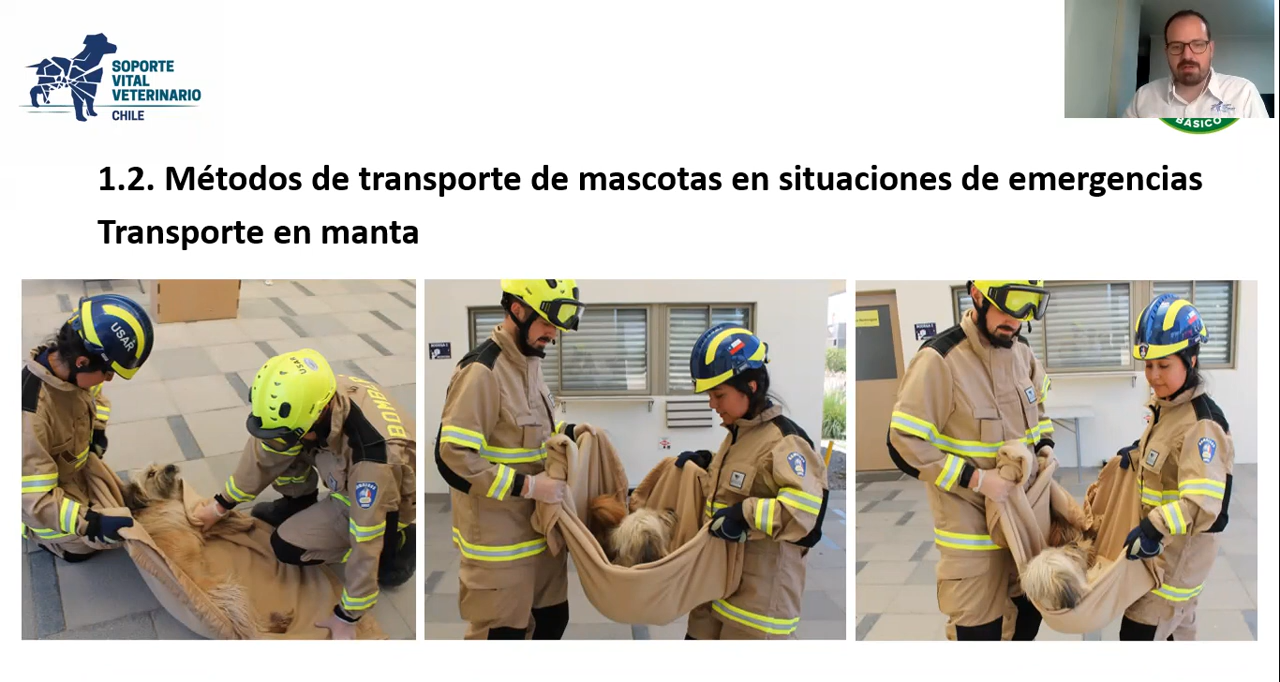 SOPORTE
VITAL
VETERINARIO
CHILE
BÁSICO
1.2. Métodos de transporte de mascotas en situaciones de emergencias
Transporte en manta
USAR
USAR
BOMBE